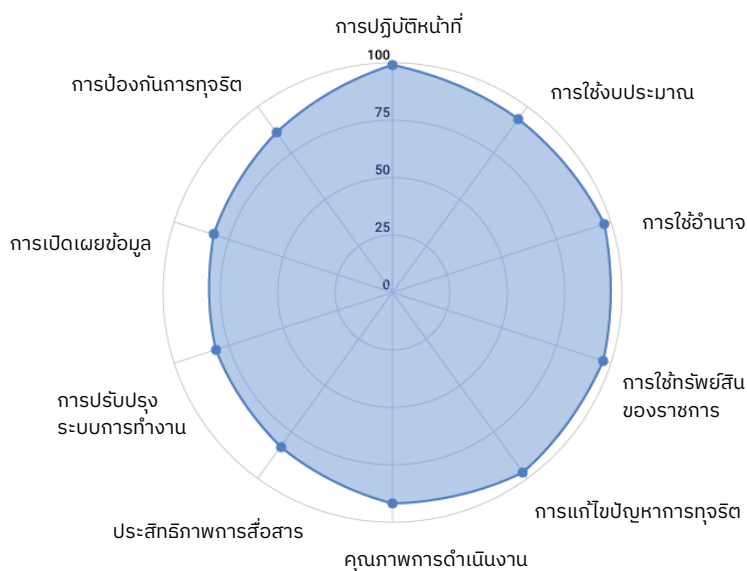 การปฏิบัติหน้าที่
100
การป้องกันการทุจริต
การใช้งบประมาณ
75
50
การใช้อำนาจ
การเปิดเผยข้อมูล
25
0
การใช้ทรัพย์สิน
ของราชการ
การปรับปรุง
ระบบการทำงาน
การแก้ไขปัญหาการทุจริต
ประสิทธิภาพการสื่อสาร
คุณภาพการดำเนินงาน